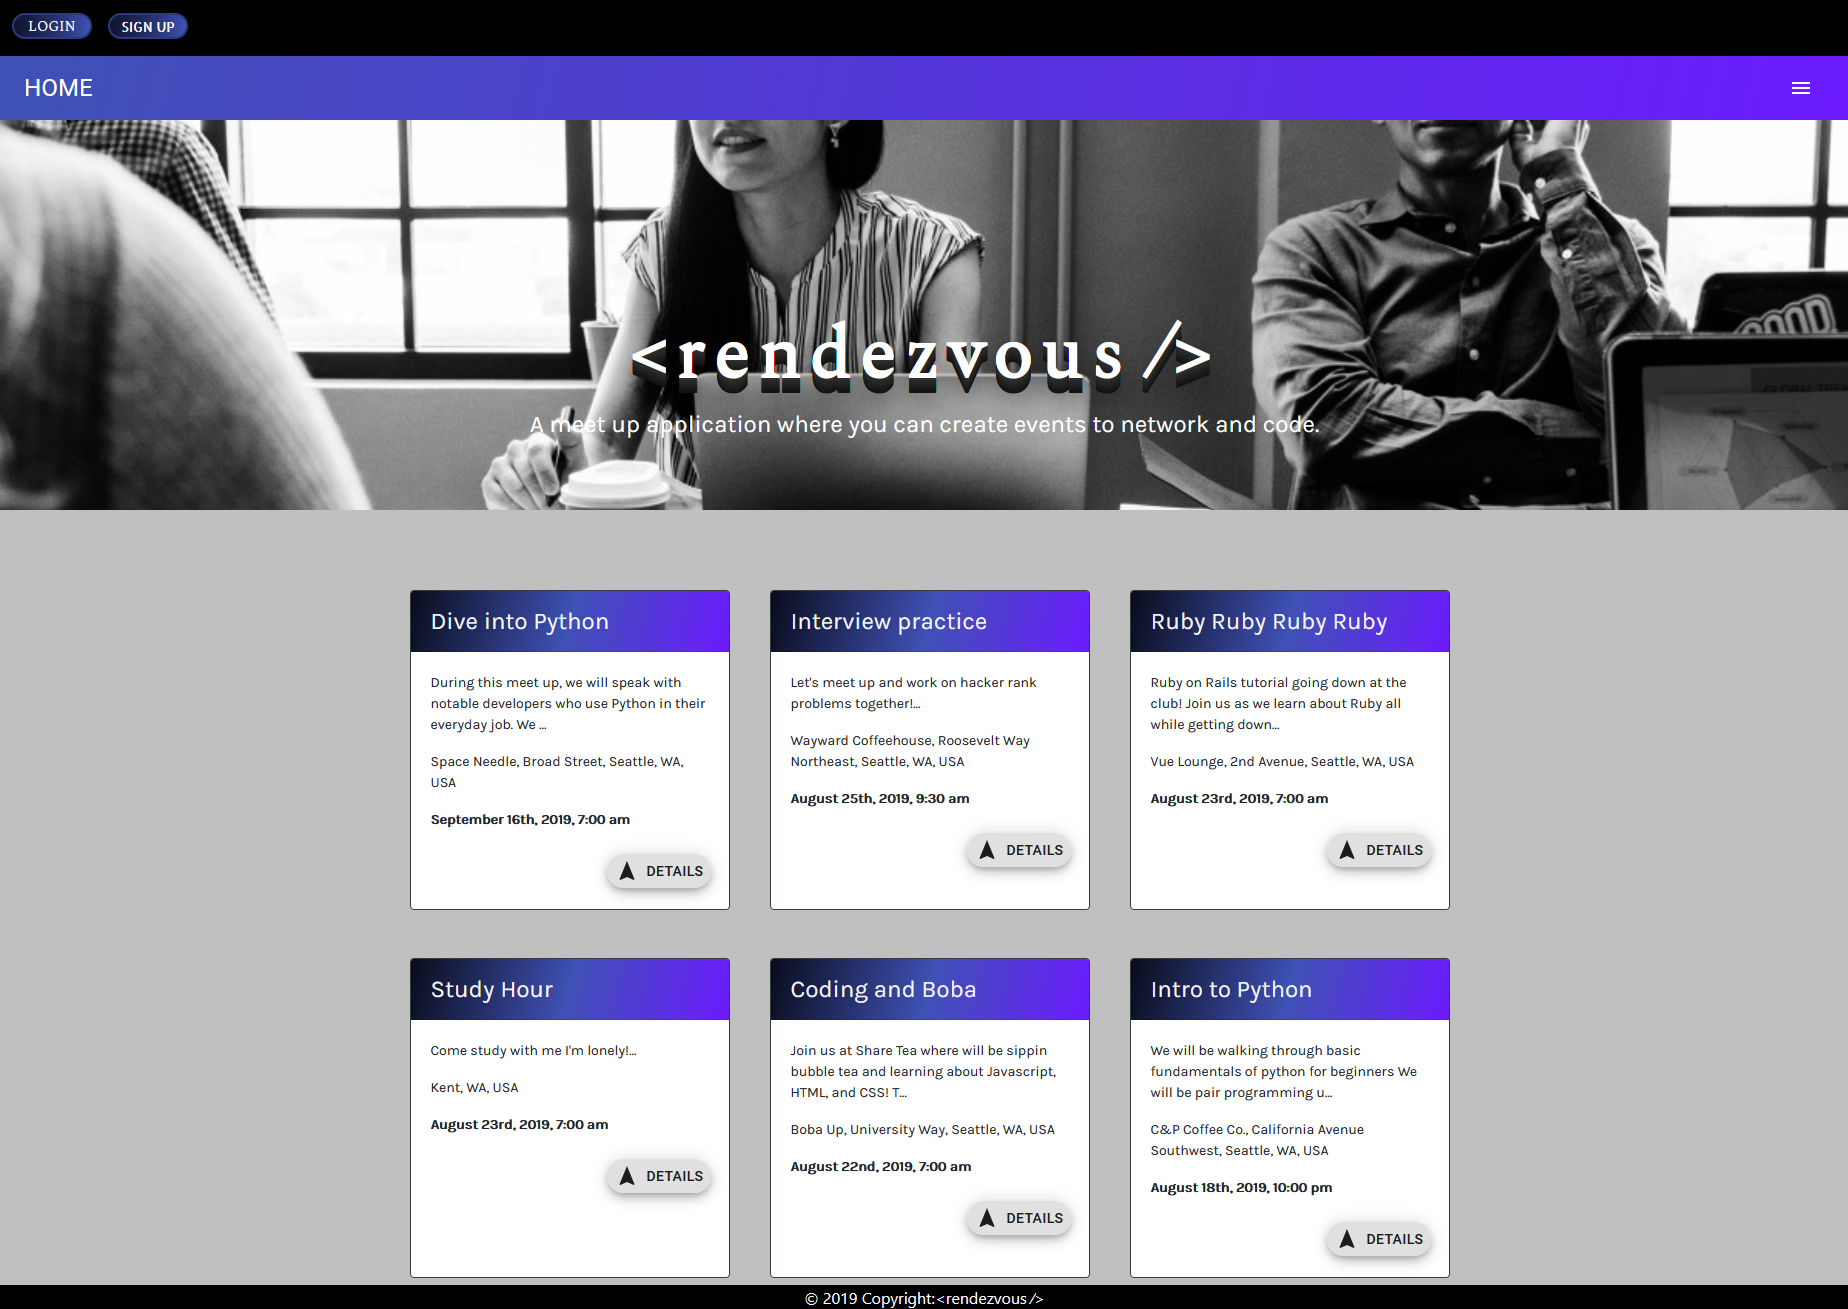 LOGIN
SIGN UP
HOME
<rendezvous />
A meet up application where you can create events to network and code.
Dive into Python
During this meet up, we will speak with
notable developers who use Python in their
everyday job. We ...
Space Needle, Broad Street, Seattle, WA,
USA
September 16th, 2019, 7:00 am
DETAILS
Interview practice
Let's meet up and work on hacker rank
problems together!...
Wayward Coffeehouse, Roosevelt Way
Northeast, Seattle, WA, USA
August 25th, 2019, 9:30 am
DETAILS
Ruby Ruby Ruby Ruby
Ruby on Rails tutorial going down at the
club! Join us as we learn about Ruby all
while getting down...
Vue Lounge, 2nd Avenue, Seattle, WA, USA
August 23rd, 2019, 7:00 am
DETAILS
Study Hour
Come study with me I'm lonely!...
Kent, WA, USA
August 23rd, 2019, 7:00 am
DETAILS
Coding and Boba
Join us at Share Tea where will be sippin
bubble tea and learning about Javascript,
HTML, and CSS! T...
Boba Up, University Way, Seattle, WA, USA
August 22nd, 2019, 7:00 am
DETAILS
Intro to Python
We will be walking through basic
fundamentals of python for beginners We
will be pair programming u...
C&P Coffee Co., California Avenue
Southwest, Seattle, WA, USA
August 18th, 2019, 10:00 pm
DETAILS
© 2019 Copyright:<rendezvous/>